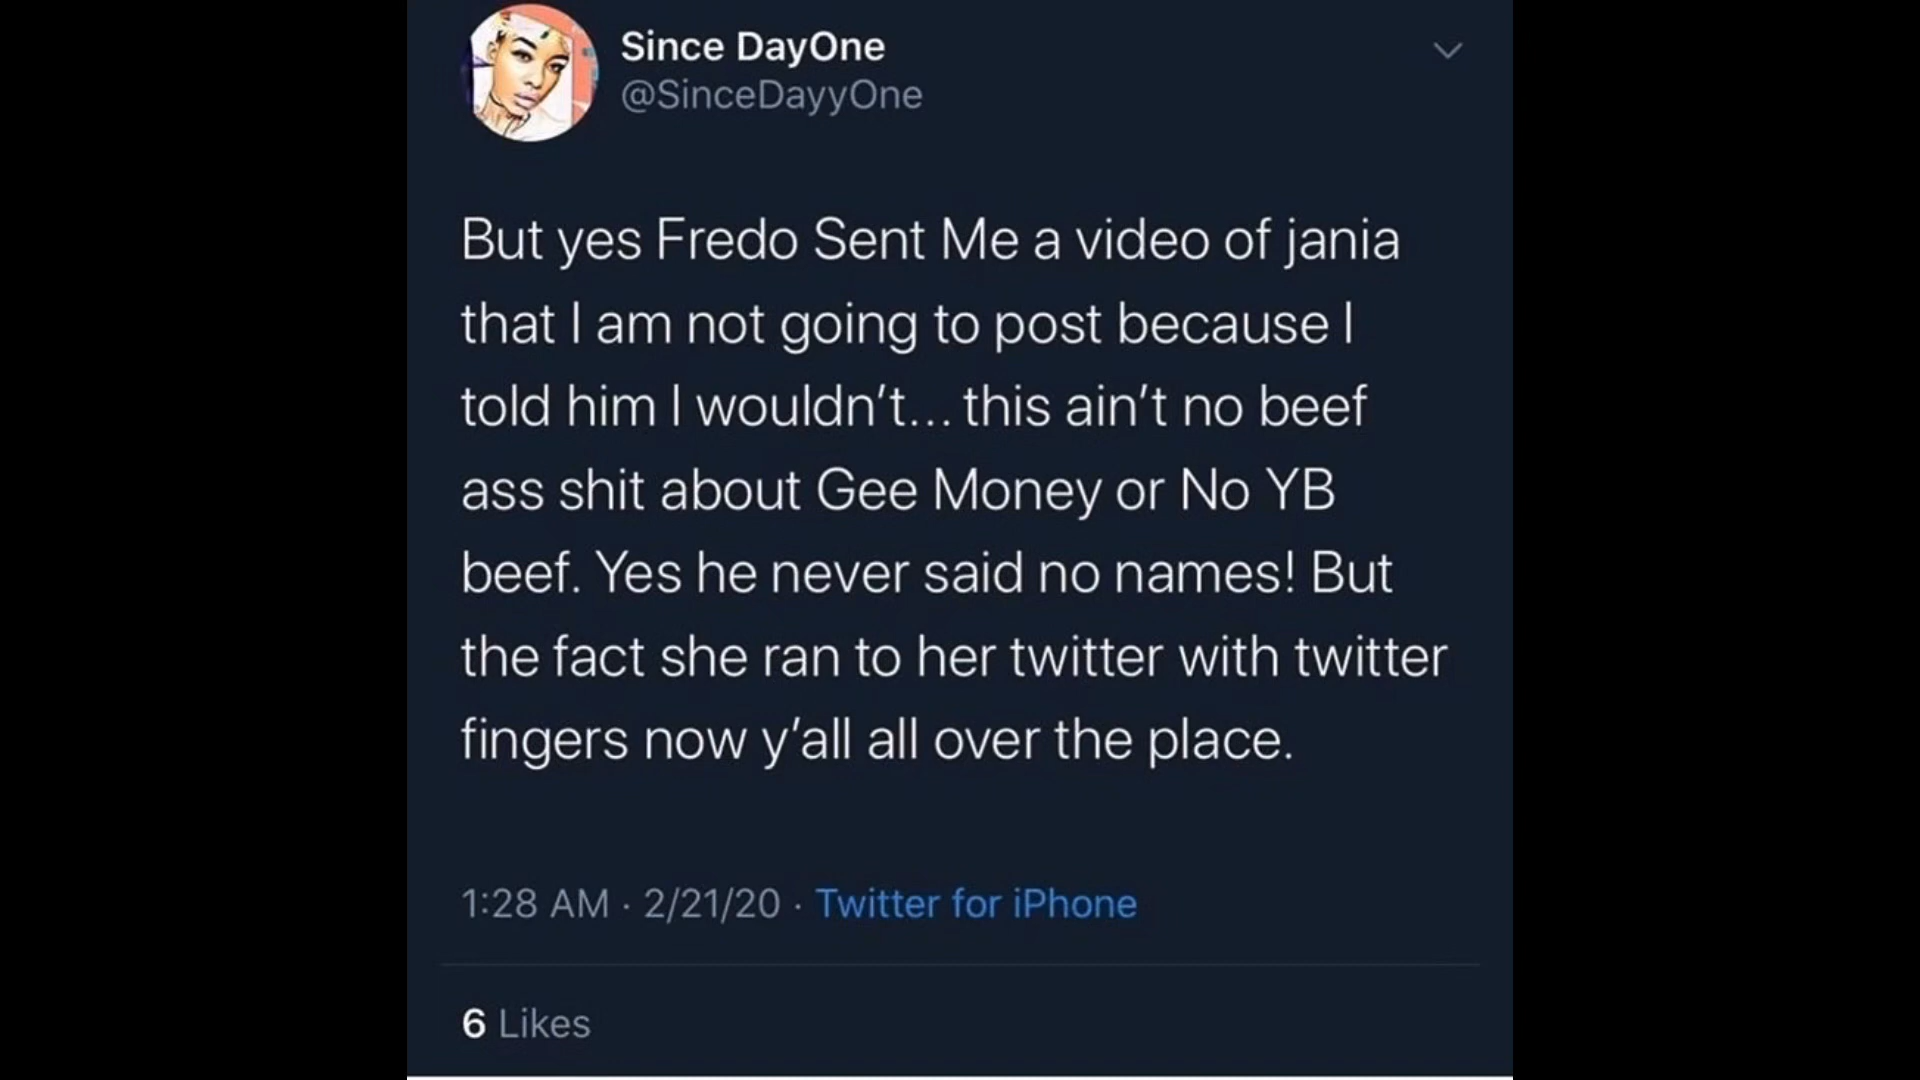 Since DayOne
@SinceDayyOne
But yes Fredo Sent Me a video of jania
that I am not going to post because I
told him I wouldn't... this ain't no beef
ass shit about Gee Money or No YB
beef. Yes he never said no names! But
the fact she ran to her twitter with twitter
fingers now y'all all over the place.
1:28 AM · 2/21/20 · Twitter for iPhone
6 Likes